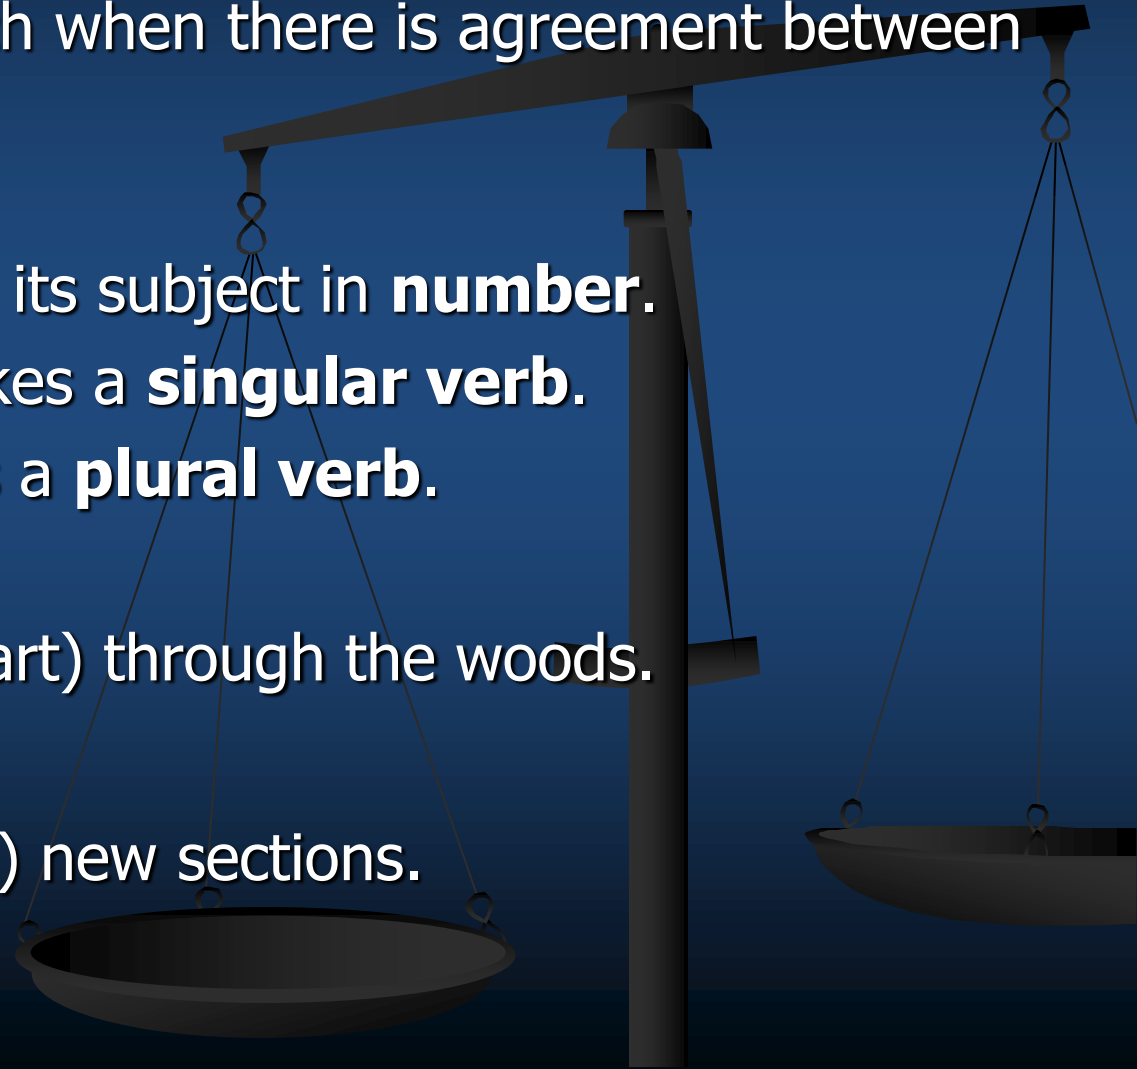 h when there is agreement between
its subject in number.
kes a singular verb.
a plural verb.
art) through the woods.
) new sections.